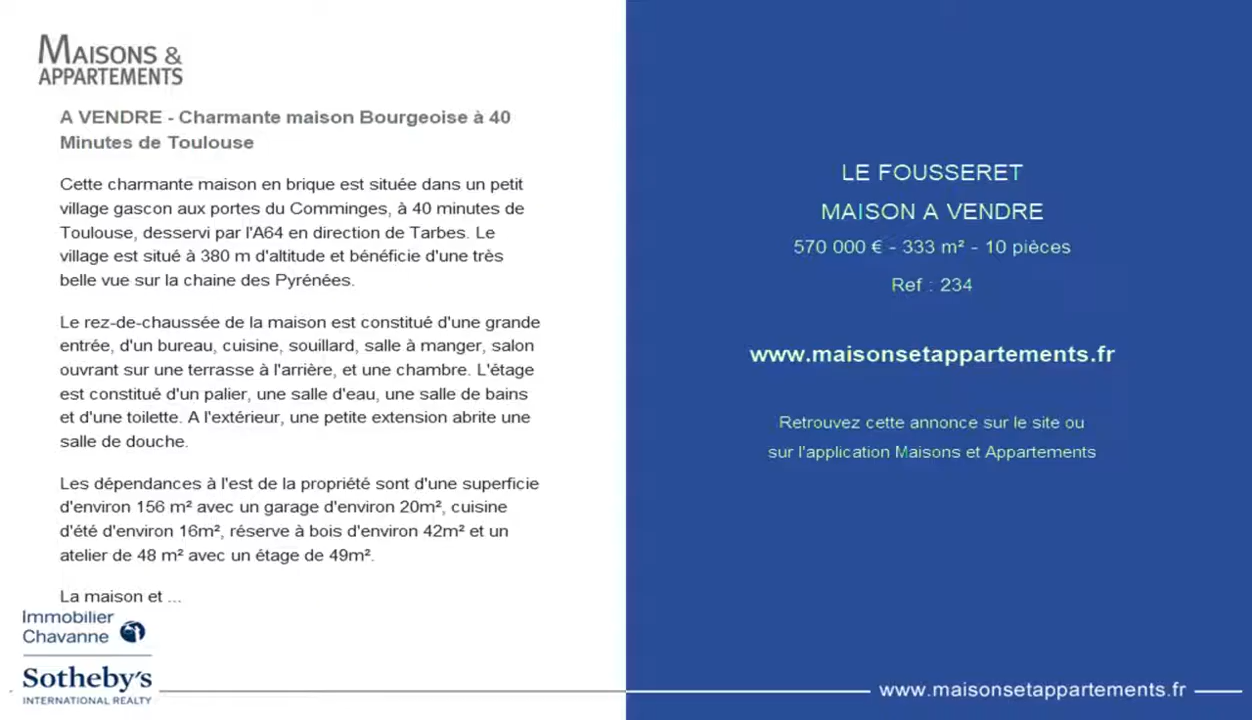 MAISONS &
APPARTEMENTS
A VENDRE - Charmante maison Bourgeoise à 40
Minutes de Toulouse
Cette charmante maison en brique est située dans un petit
village gascon aux portes du Comminges, à 40 minutes de
Toulouse, desservi par l'A64 en direction de Tarbes. Le
village est situé à 380 m d'altitude et bénéficie d'une très
belle vue sur la chaine des Pyrénées.
Le rez-de-chaussée de la maison est constitué d'une grande
entrée, d'un bureau, cuisine, souillard, salle à manger, salon
ouvrant sur une terrasse à l'arrière, et une chambre. L'étage
est constitué d'un palier, une salle d'eau, une salle de bains
et d'une toilette. A l'extérieur, une petite extension abrite une
salle de douche.
Les dépendances à l'est de la propriété sont d'une superficie
d'environ 156 m² avec un garage d'environ 20m², cuisine
d'été d'environ 16m², réserve à bois d'environ 42m² et un
atelier de 48 m² avec un étage de 49m².
La maison et ...
Immobilier
Chavanne
Sotheby's
INTERNATIONAL REALTY
LE FOUSSERET
MAISON A VENDRE
570 000 € - 333 m² - 10 pièces
Ref : 234
www.maisonsetappartements.fr
Retrouvez cette annonce sur le site ou
sur l'application Maisons et Appartements
www.maisonsetappartements.fr